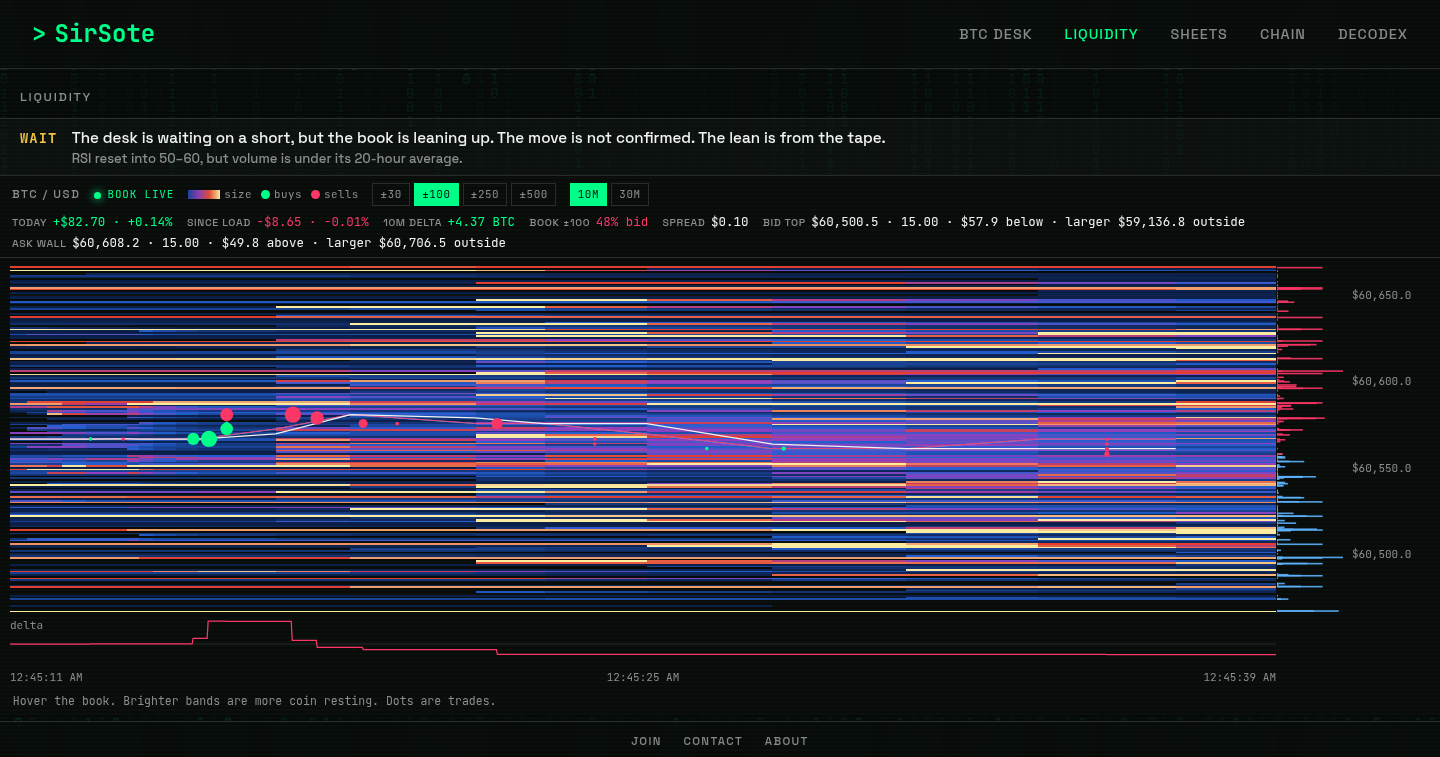 > SirSote
BTC DESK LIQUIDITY SHEETS CHAIN DECODEX
LIQUIDITY
WAIT The desk is waiting on a short, but the book is leaning up. The move is not confirmed. The lean is from the tape.
RSI reset into 50–60, but volume is under its 20-hour average.
BTC / USD BOOK LIVE size buys sells ±30 ±100 ±250 ±500 10M 30M
TODAY +$82.70 · +0.14% SINCE LOAD -$8.65 · -0.01% 10M DELTA +4.37 BTC BOOK ±100 48% bid SPREAD $0.10 BID TOP $60,500.5 · 15.00 · $57.9 below · larger $59,136.8 outside
ASK WALL $60,608.2 · 15.00 · $49.8 above · larger $60,706.5 outside
$60,650.0
$60,600.0
$60,550.0
$60,500.0
delta
12:45:11 AM 12:45:25 AM 12:45:39 AM
Hover the book. Brighter bands are more coin resting. Dots are trades.
JOIN CONTACT ABOUT